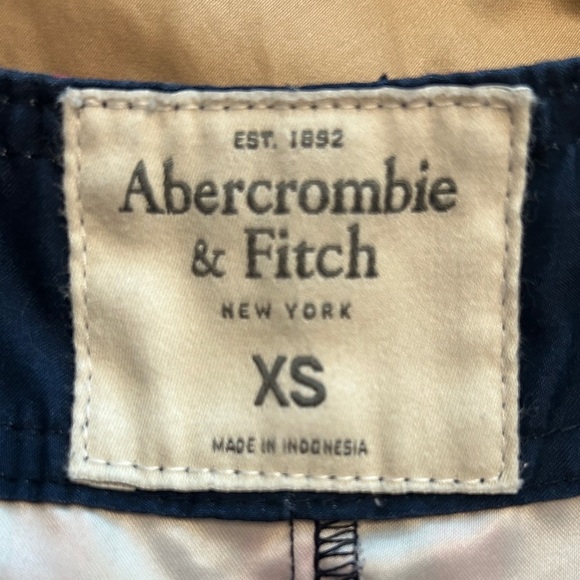 EST. 1892
Abercrombie
& Fitch
NEW YORK
XS
MADE IN INDONESIA